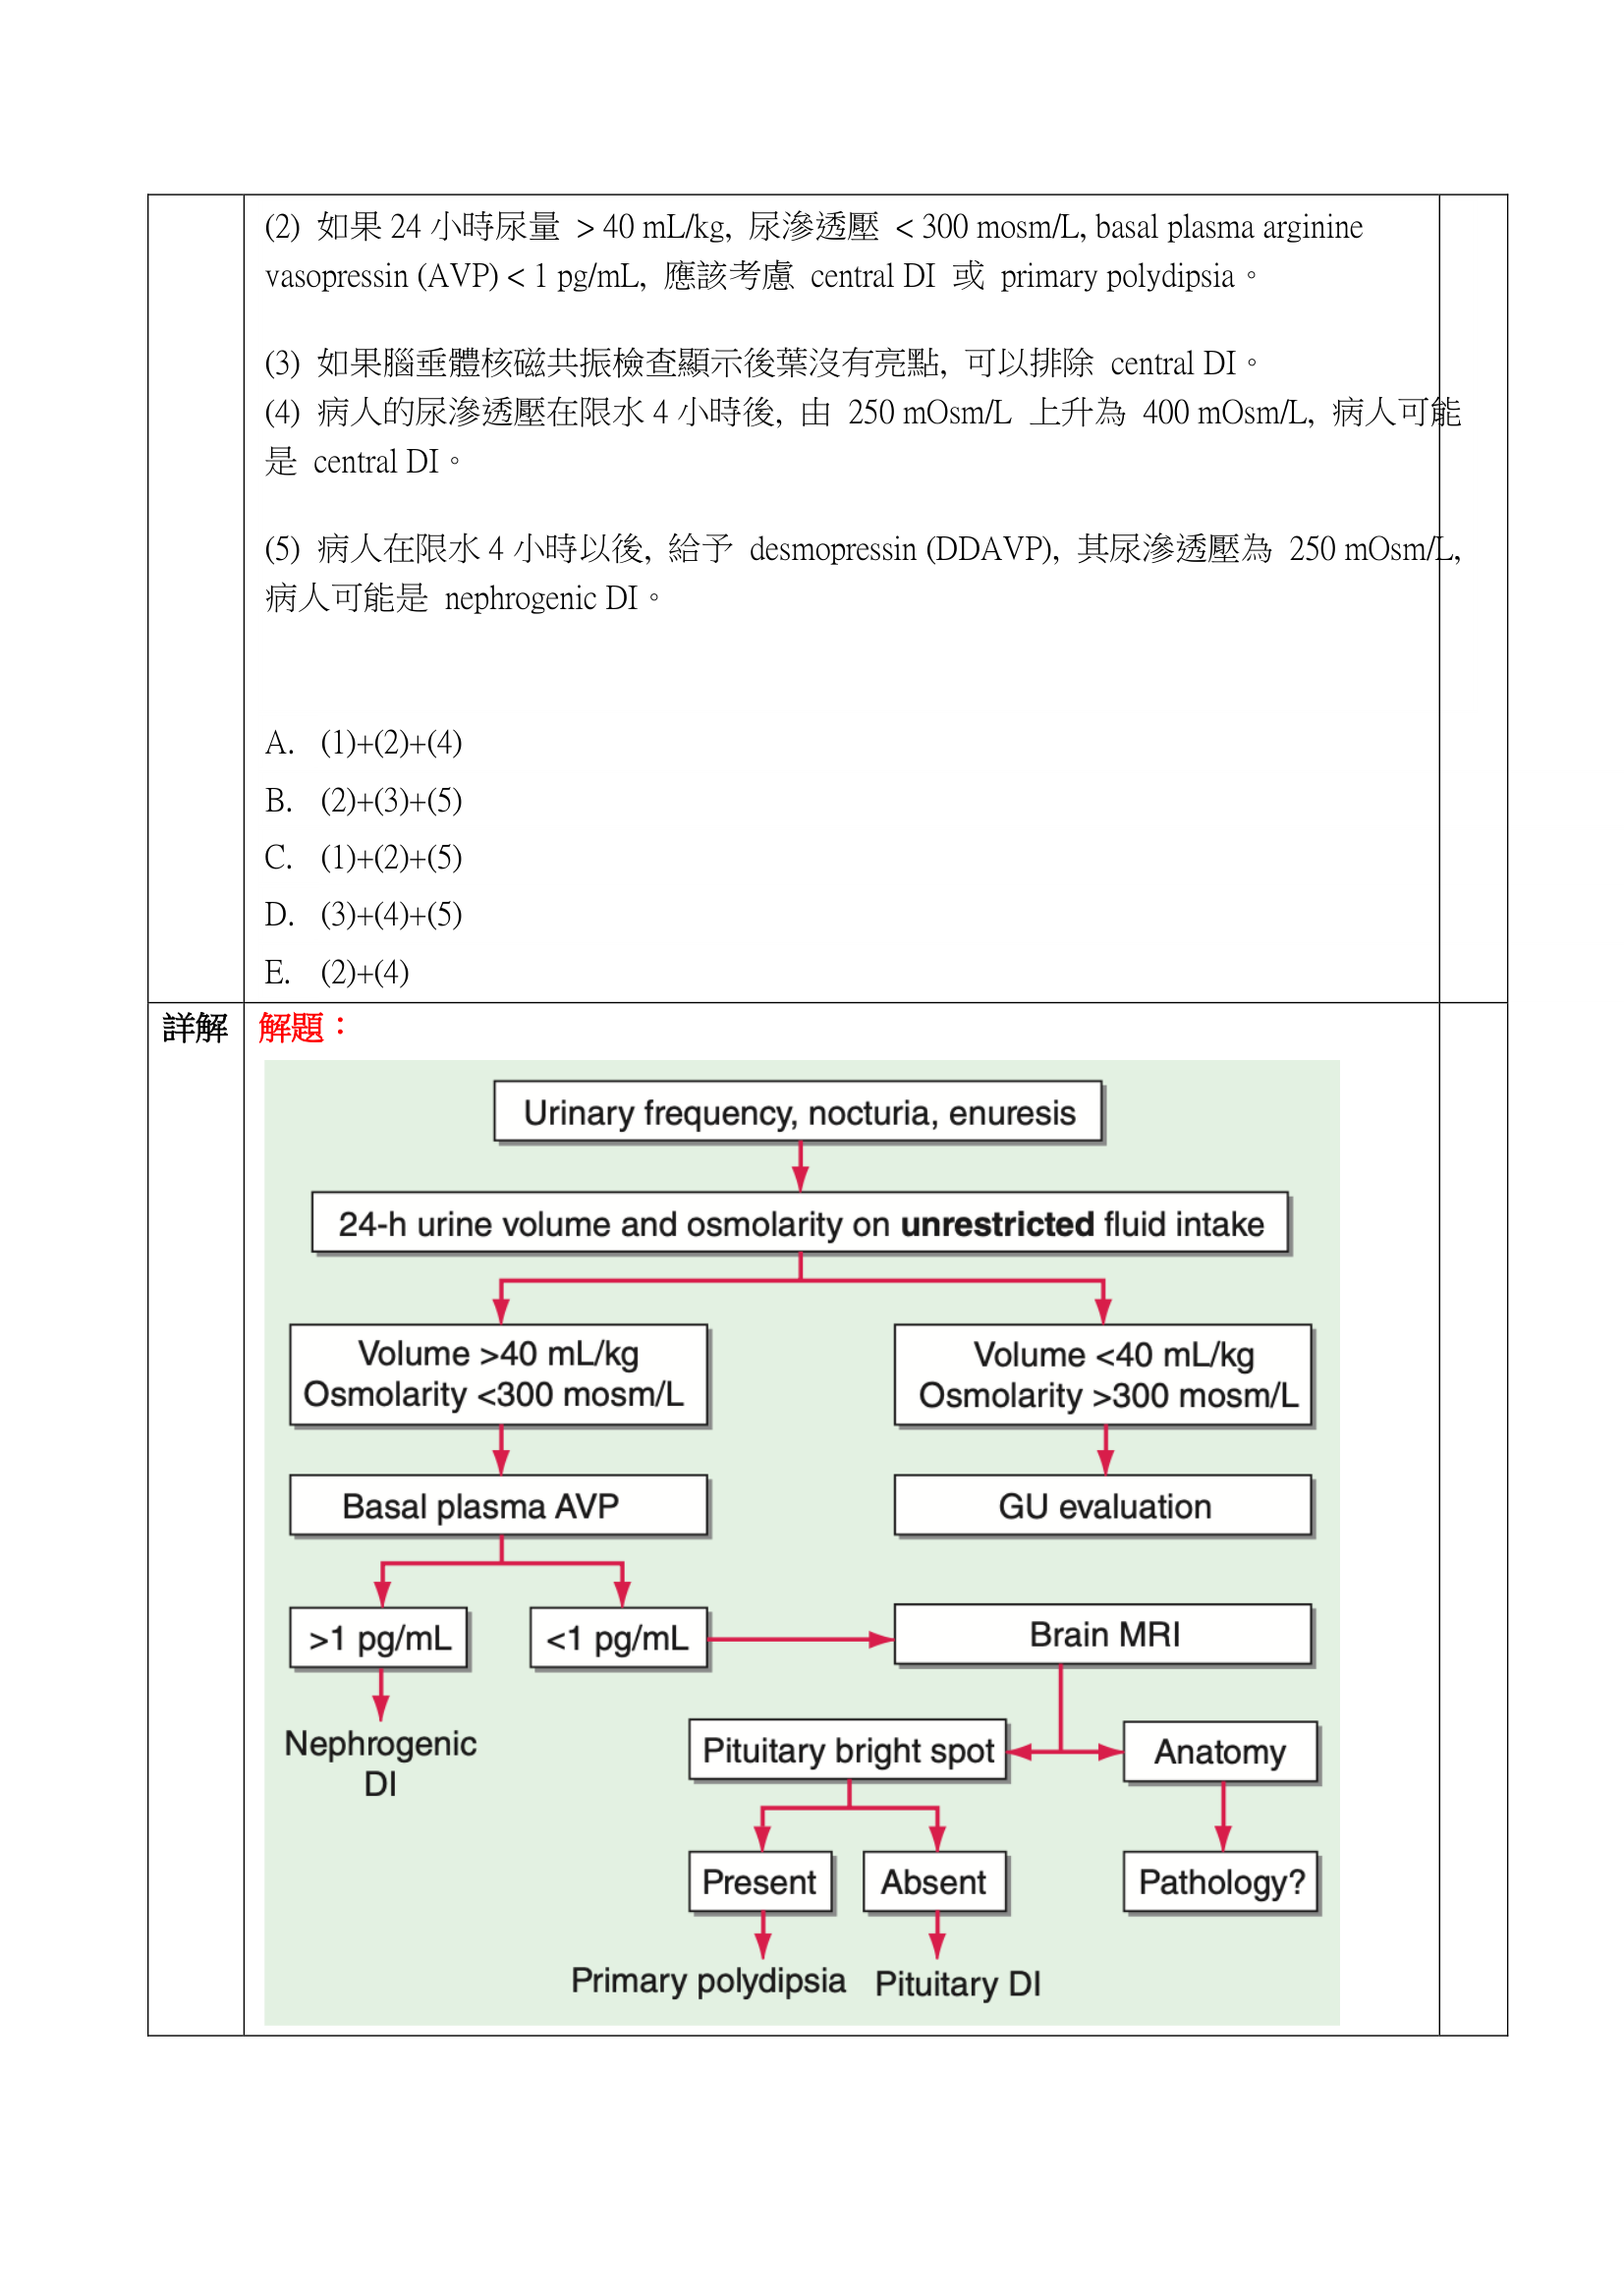 (2) 如果 24 小時尿量 > 40 mL/kg, 尿滲透壓 < 300 mosm/L, basal plasma arginine
vasopressin (AVP) < 1 pg/mL, 應該考慮 central DI 或 primary polydipsia。
(3) 如果腦垂體核磁共振檢查顯示後葉沒有亮點, 可以排除 central DI。
(4) 病人的尿滲透壓在限水 4 小時後, 由 250 mOsm/L 上升為 400 mOsm/L, 病人可能
是 central DI。
(5) 病人在限水 4 小時以後, 給予 desmopressin (DDAVP), 其尿滲透壓為 250 mOsm/L,
病人可能是 nephrogenic DI。
A. (1)+(2)+(4)
B. (2)+(3)+(5)
C. (1)+(2)+(5)
D. (3)+(4)+(5)
E. (2)+(4)
詳解 解題：
Urinary frequency, nocturia, enuresis
24-h urine volume and osmolarity on unrestricted fluid intake
Volume >40 mL/kg
Osmolarity <300 mosm/L
Volume <40 mL/kg
Osmolarity >300 mosm/L
Basal plasma AVP
GU evaluation
>1 pg/mL
<1 pg/mL
Brain MRI
Nephrogenic
DI
Pituitary bright spot
Anatomy
Present
Absent
Pathology?
Primary polydipsia
Pituitary DI